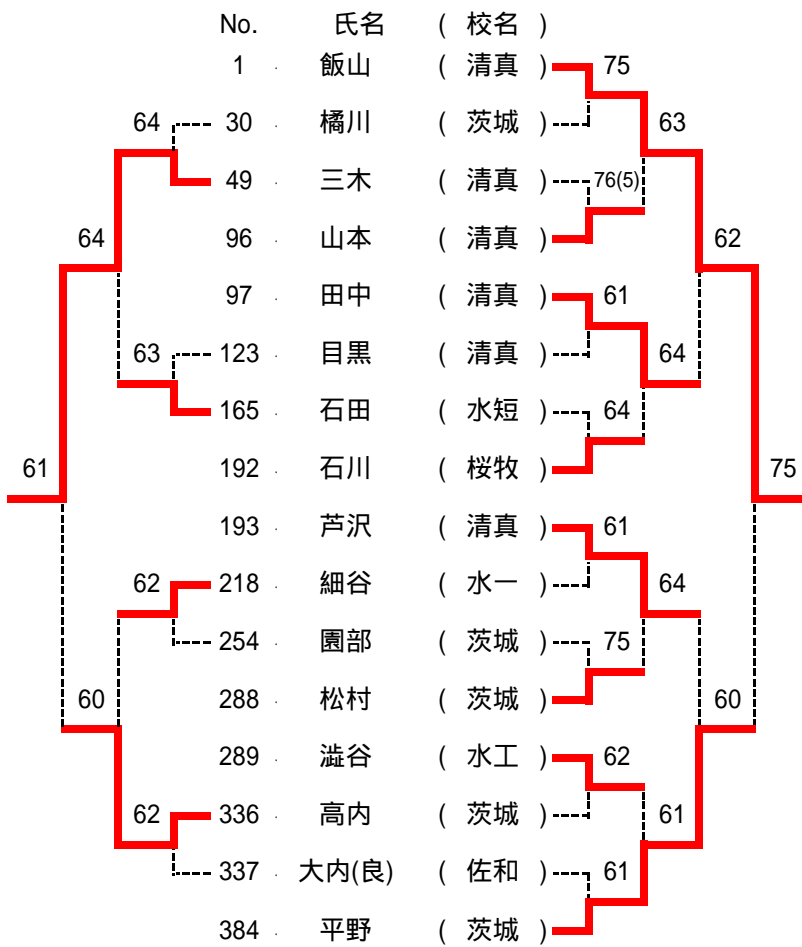 No. 氏名 ( 校名 )
1 飯山 ( 清真 ) 75
64 30 橘川 ( 茨城 ) 63
49 三木 ( 清真 ) 76(5)
64 96 山本 ( 清真 ) 62
97 田中 ( 清真 ) 61
63 123 目黒 ( 清真 ) 64
165 石田 ( 水短 ) 64
61 192 石川 ( 桜牧 ) 75
193 芦沢 ( 清真 ) 61
62 218 細谷 ( 水一 ) 64
254 園部 ( 茨城 ) 75
60 288 松村 ( 茨城 ) 60
289 澁谷 ( 水工 ) 62
62 336 高内 ( 茨城 ) 61
337 大内(良) ( 佐和 ) 61
384 平野 ( 茨城 )